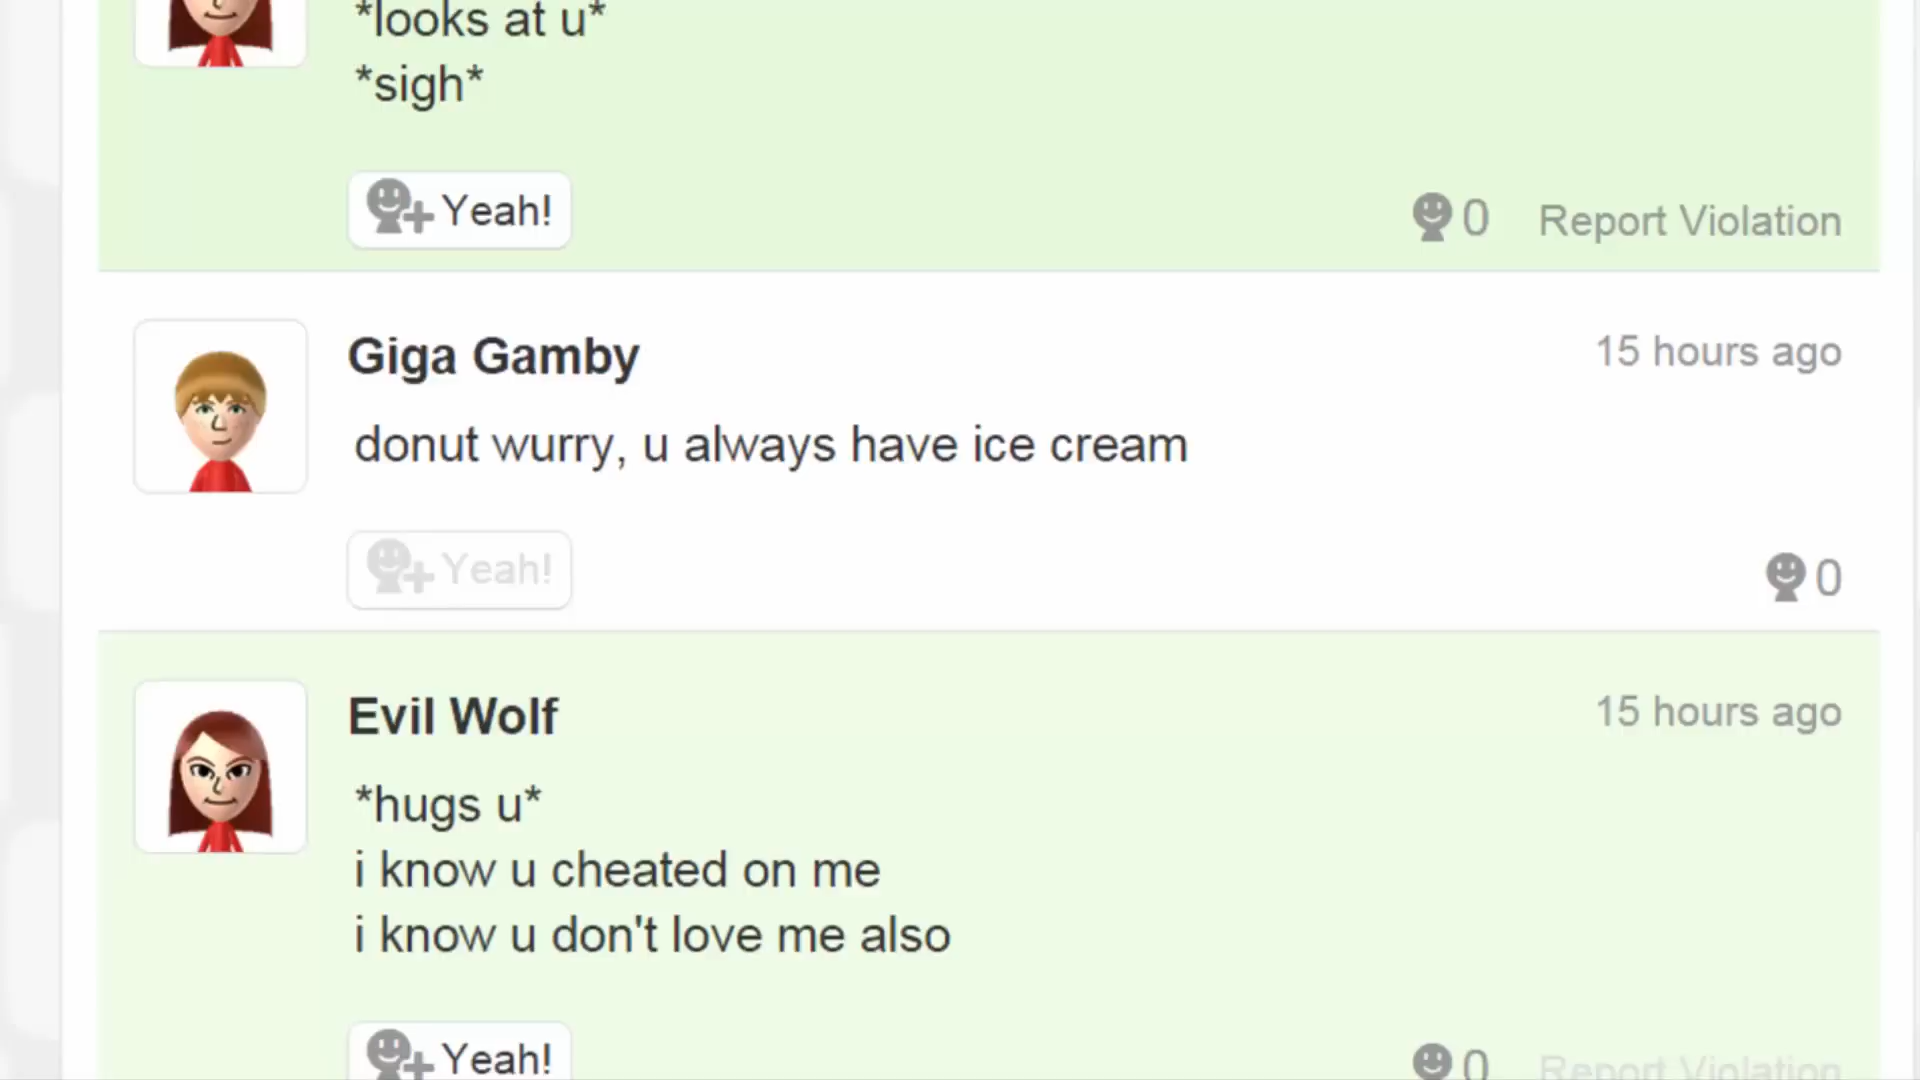 *looks at u*
*sigh*
Yeah!
0 Report Violation
Giga Gamby
15 hours ago
donut wurry, u always have ice cream
Yeah!
0
Evil Wolf
15 hours ago
*hugs u*
i know u cheated on me
i know u don't love me also
Yeah!
0 Report Violation